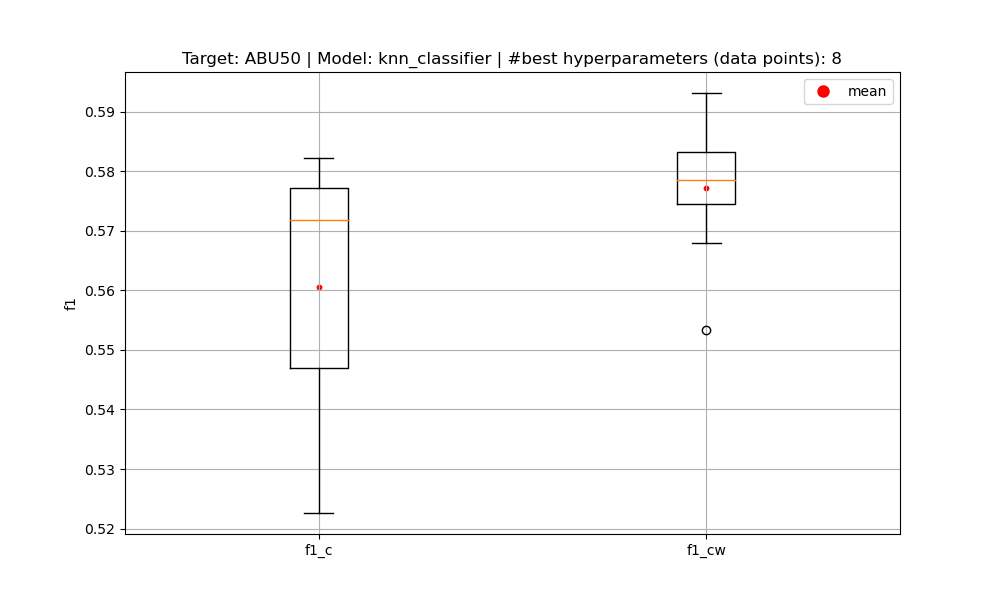 Target: ABU50 | Model: knn_classifier | #best hyperparameters (data points): 8
mean
0.59
0.58
0.57
0.56
0.55
0.54
0.53
0.52
f1
f1_c
f1_cw